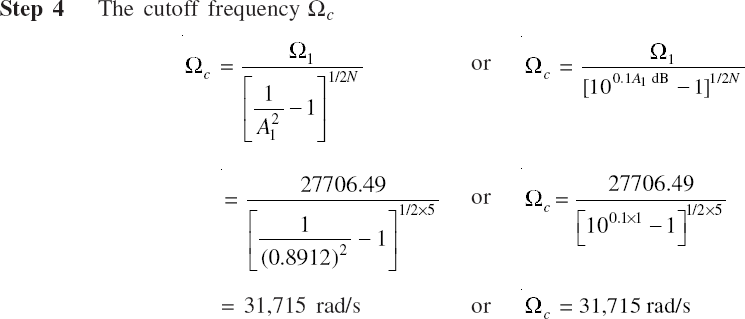 Step 4 The cutoff frequency Ω_c
Ω_c = Ω_1 / [1/A_1^2 − 1]^{1/2N} or Ω_c = Ω_1 / [10^{0.1A_1 dB} − 1]^{1/2N}
= 27706.49 / [1/(0.8912)^2 − 1]^{1/2×5} or Ω_c = 27706.49 / [10^{0.1×1} − 1]^{1/2×5}
= 31,715 rad/s or Ω_c = 31,715 rad/s